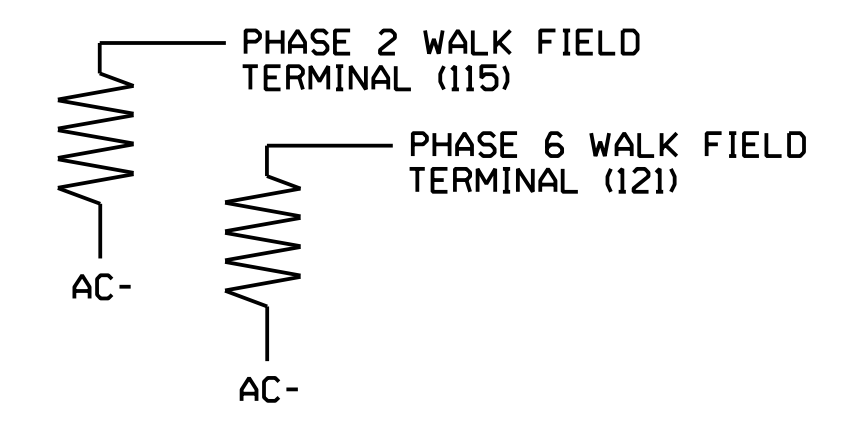 PHASE 2 WALK FIELD
TERMINAL (115)
PHASE 6 WALK FIELD
TERMINAL (121)
AC-
AC-